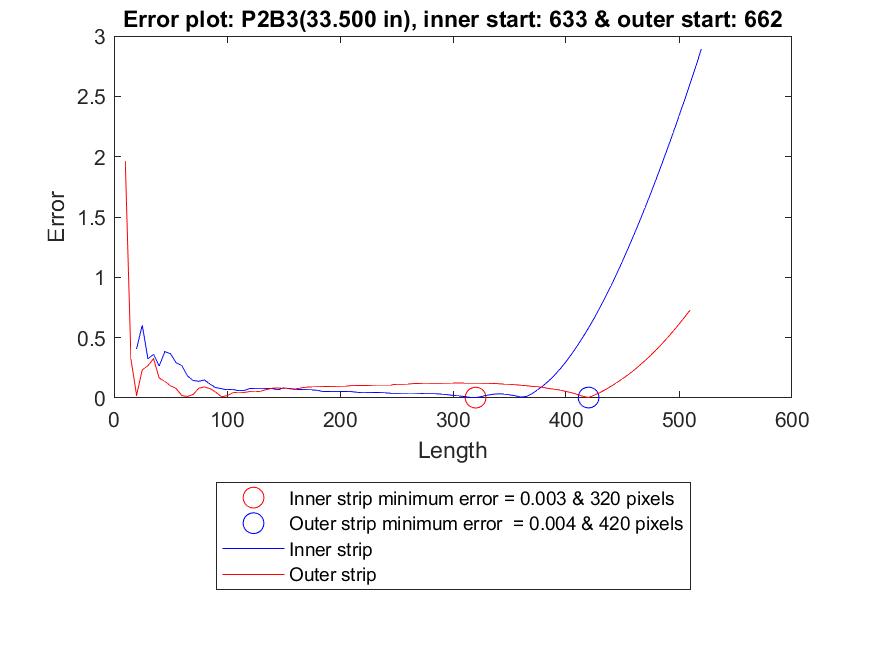 Error plot: P2B3(33.500 in), inner start: 633 & outer start: 662
3
2.5
2
1.5
1
0.5
0
Error
0 100 200 300 400 500 600
Length
Inner strip minimum error = 0.003 & 320 pixels
Outer strip minimum error  = 0.004 & 420 pixels
Inner strip
Outer strip